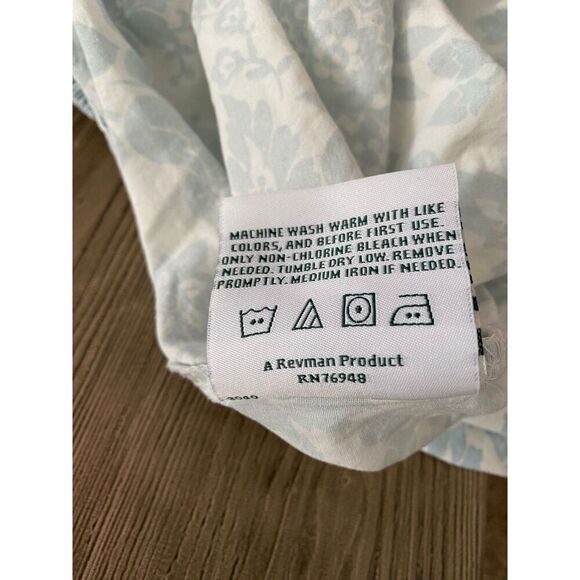 MACHINE WASH WARM WITH LIKE
COLORS, AND BEFORE FIRST USE.
ONLY NON-CHLORINE BLEACH WHEN
NEEDED. TUMBLE DRY LOW. REMOVE
PROMPTLY. MEDIUM IRON IF NEEDED.
A Revman Product
RN76948